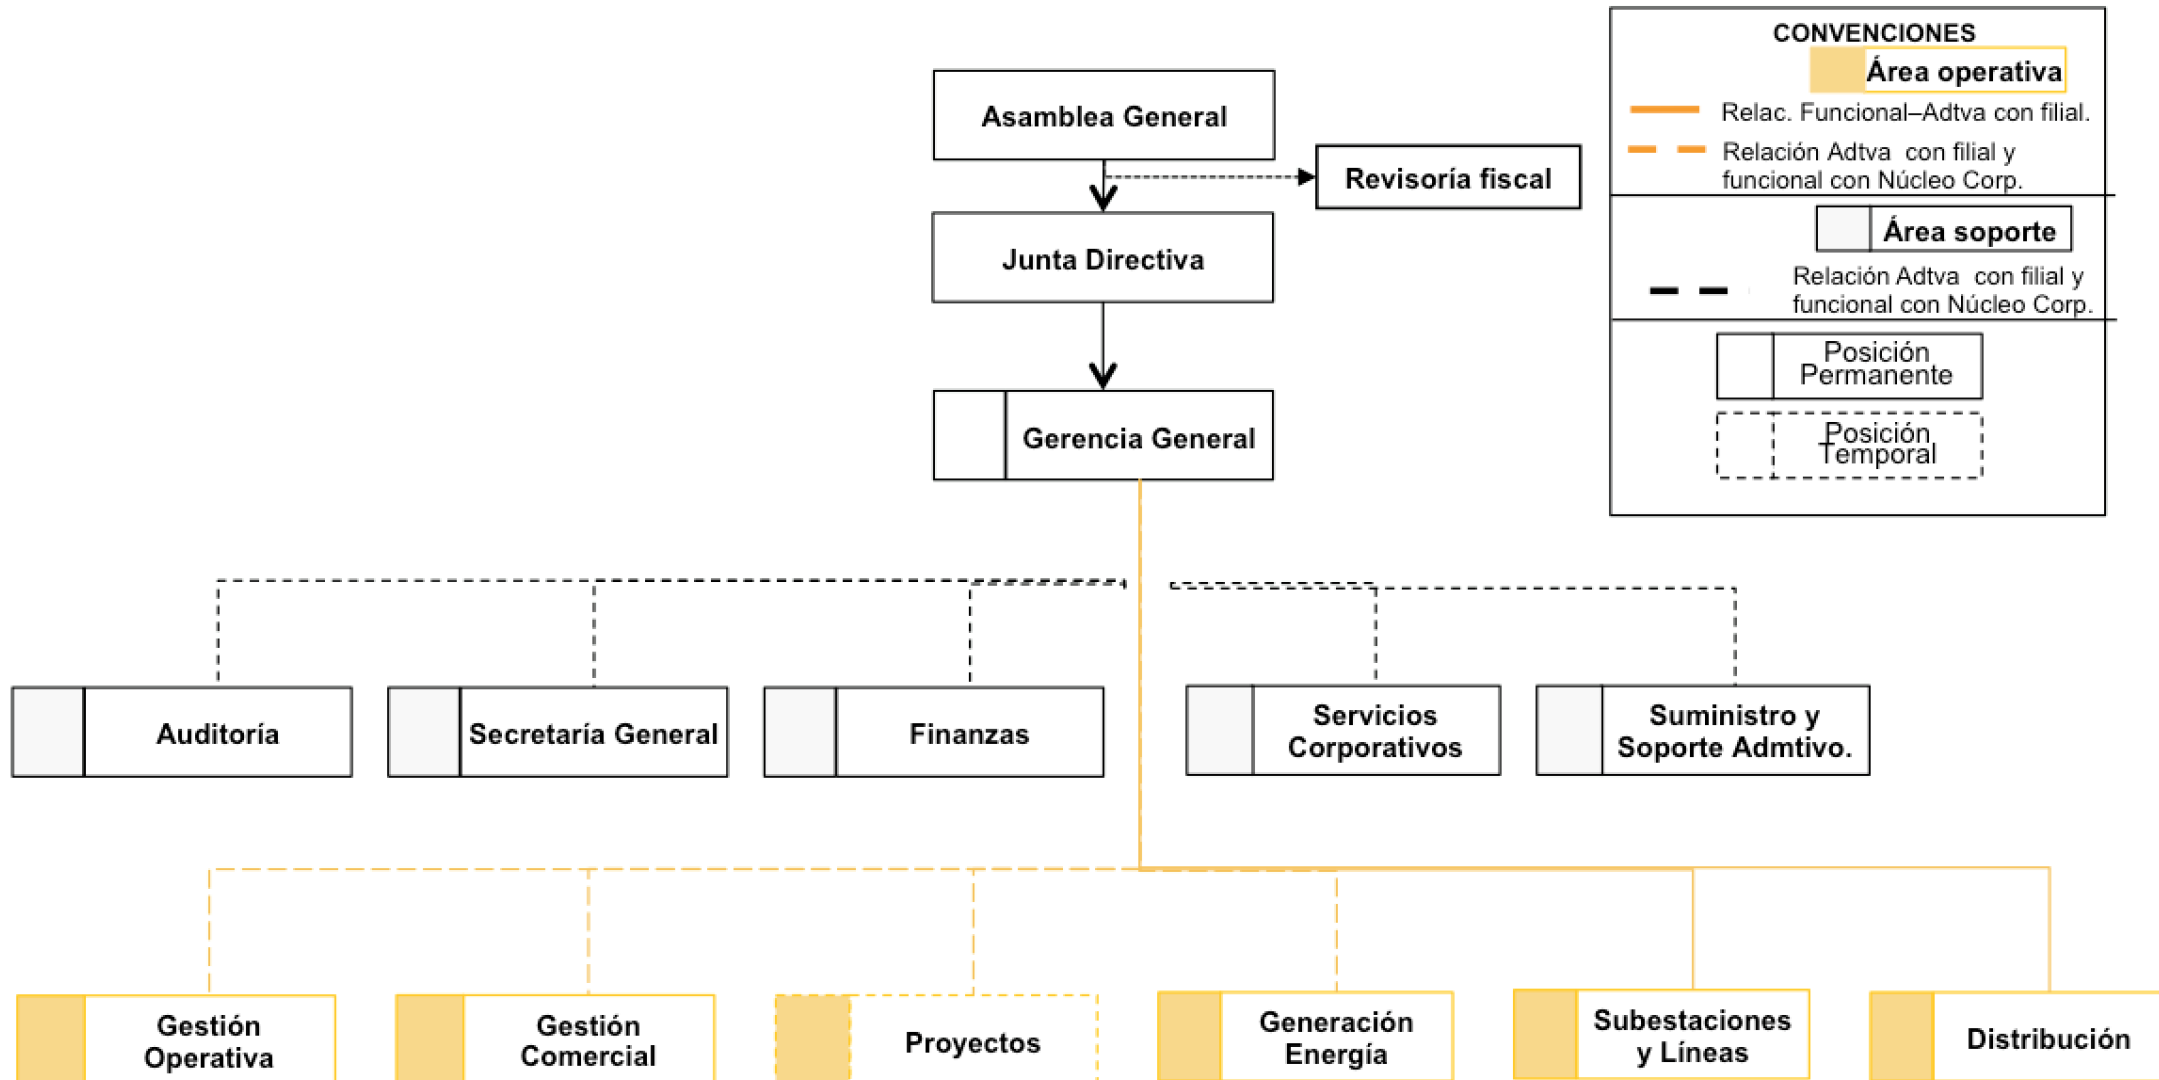 CONVENCIONES
Área operativa
Relac. Funcional–Adtva con filial.
Relación Adtva  con filial y
funcional con Núcleo Corp.
Área soporte
Relación Adtva  con filial y
funcional con Núcleo Corp.
Posición
Permanente
Posición
Temporal
Asamblea General
Revisoría fiscal
Junta Directiva
Gerencia General
Auditoría
Secretaría General
Finanzas
Servicios
Corporativos
Suministro y
Soporte Admtivo.
Gestión
Operativa
Gestión
Comercial
Proyectos
Generación
Energía
Subestaciones
y Líneas
Distribución